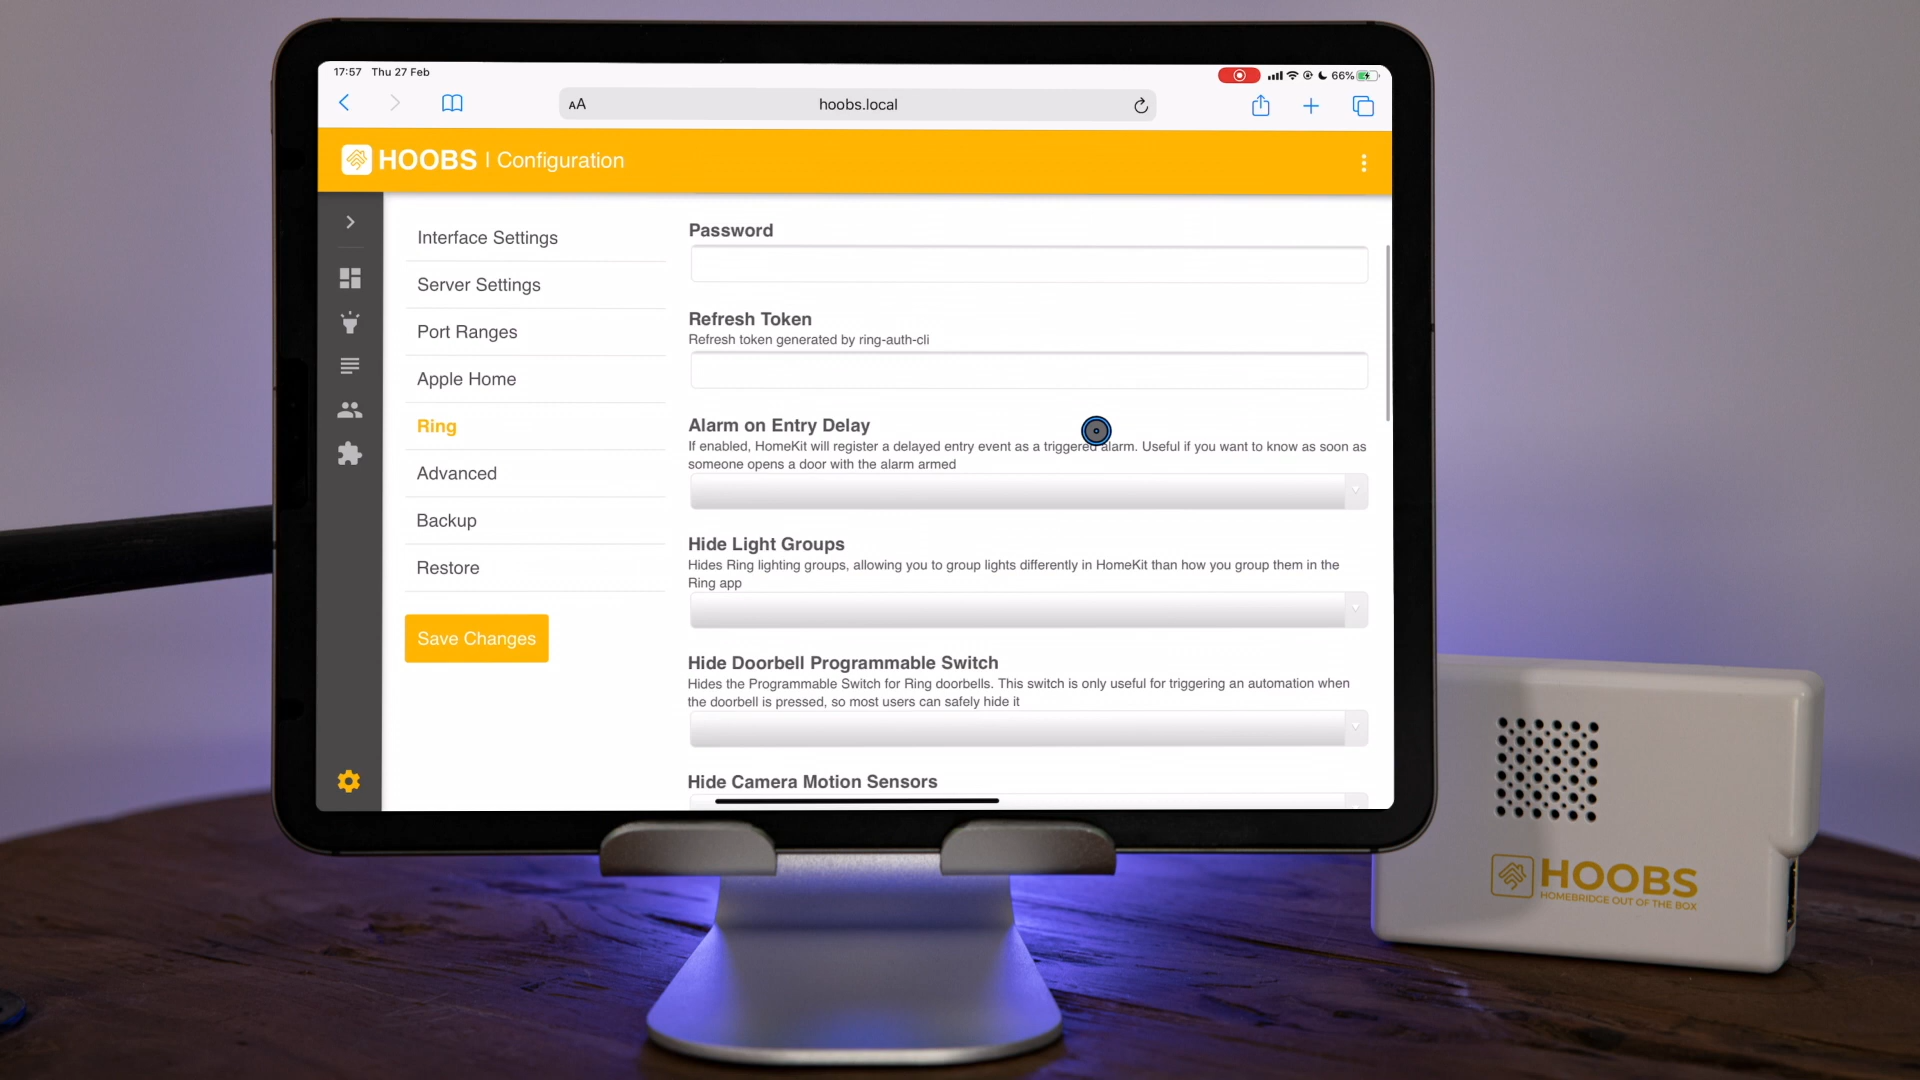 17:57 Thu 27 Feb
66%
AA
hoobs.local
HOOBS | Configuration
Interface Settings
Server Settings
Port Ranges
Apple Home
Ring
Advanced
Backup
Restore
Save Changes
Password
Refresh Token
Refresh token generated by ring-auth-cli
Alarm on Entry Delay
If enabled, HomeKit will register a delayed entry event as a triggered alarm. Useful if you want to know as soon as
someone opens a door with the alarm armed
Hide Light Groups
Hides Ring lighting groups, allowing you to group lights differently in HomeKit than how you group them in the
Ring app
Hide Doorbell Programmable Switch
Hides the Programmable Switch for Ring doorbells. This switch is only useful for triggering an automation when
the doorbell is pressed, so most users can safely hide it
Hide Camera Motion Sensors
HOOBS
HOMEBRIDGE OUT OF THE BOX